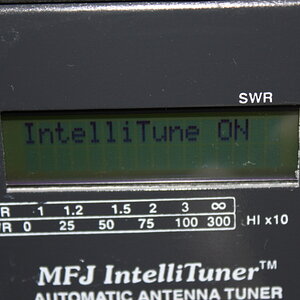 SWR
IntelliTune ON
R 1 1.2 1.5 2 3 ∞
R 0 25 50 75 100 300 HI x10
MFJ IntelliTuner™
AUTOMATIC ANTENNA TUNER